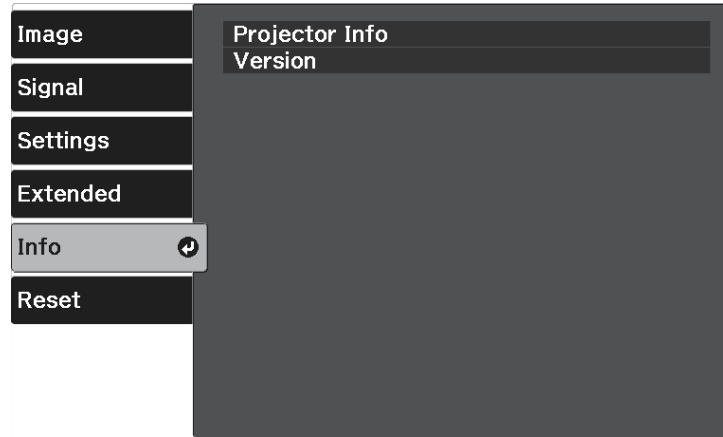 Image
Signal
Settings
Extended
Info
Reset
Projector Info
Version